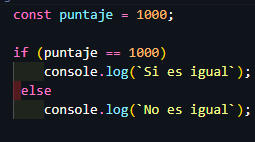 const puntaje = 1000;
if (puntaje == 1000)
console.log(`Si es igual`);
else
console.log(`No es igual`);